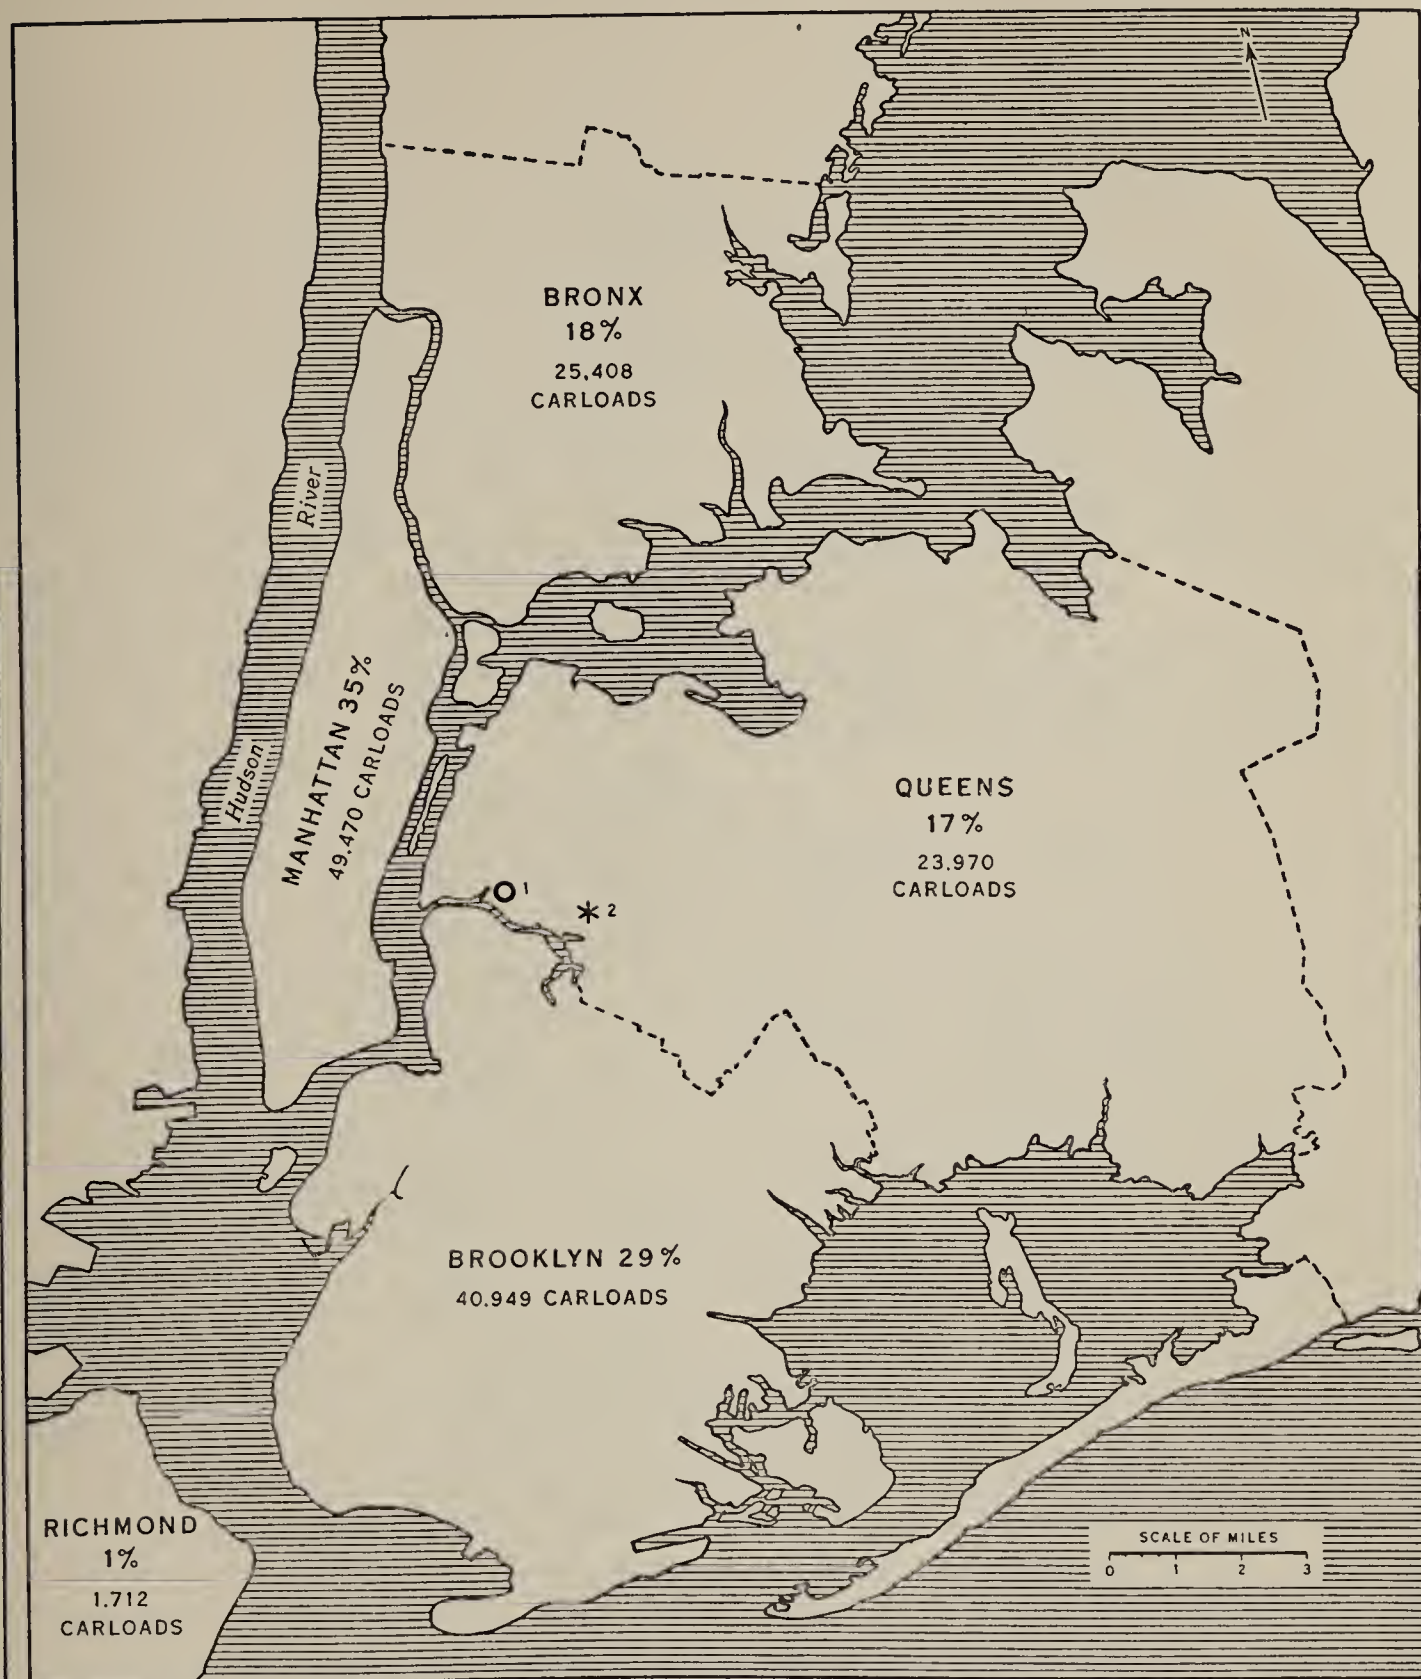 N
BRONX
18%
25,408
CARLOADS
River
Hudson
MANHATTAN 35%
49,470 CARLOADS
QUEENS
17%
23,970
CARLOADS
1
2
BROOKLYN 29%
40,949 CARLOADS
RICHMOND
1%
1,712
CARLOADS
SCALE OF MILES
0 1 2 3